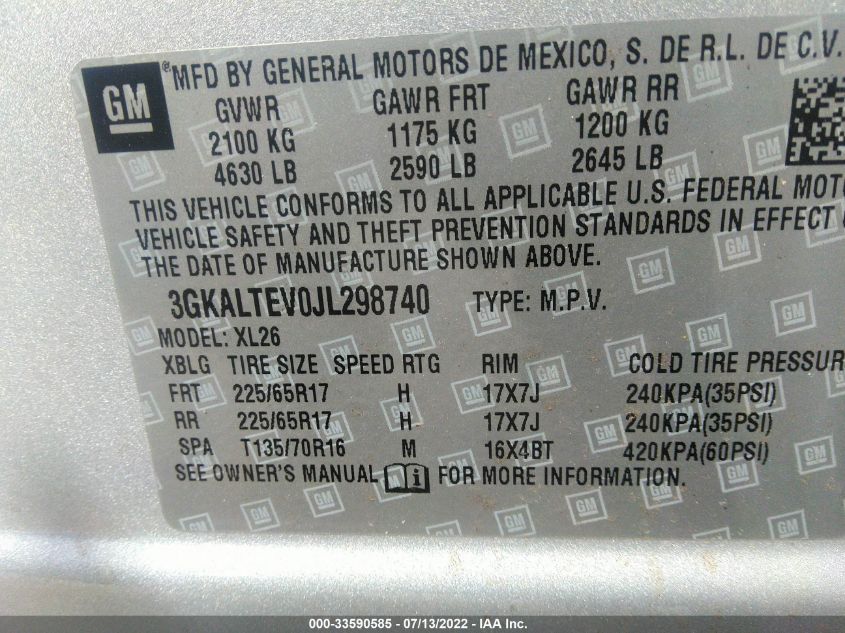 GM
®MFD BY GENERAL MOTORS DE MEXICO, S. DE R.L. DE C.V.
GVWR GAWR FRT GAWR RR
2100 KG 1175 KG 1200 KG
4630 LB 2590 LB 2645 LB
THIS VEHICLE CONFORMS TO ALL APPLICABLE U.S. FEDERAL
VEHICLE SAFETY AND THEFT PREVENTION STANDARDS IN EFFECT
THE DATE OF MANUFACTURE SHOWN ABOVE.
3GKALTEV0JL298740 TYPE: M.P.V.
MODEL: XL26
XBLG TIRE SIZE SPEED RTG RIM COLD TIRE PRESSUR
FRT 225/65R17 H 17X7J 240KPA(35PSI)
RR 225/65R17 H 17X7J 240KPA(35PSI)
SPA T135/70R16 M 16X4BT 420KPA(60PSI)
SEE OWNER'S MANUAL i FOR MORE INFORMATION.
000-33590585 - 07/13/2022 - IAA Inc.